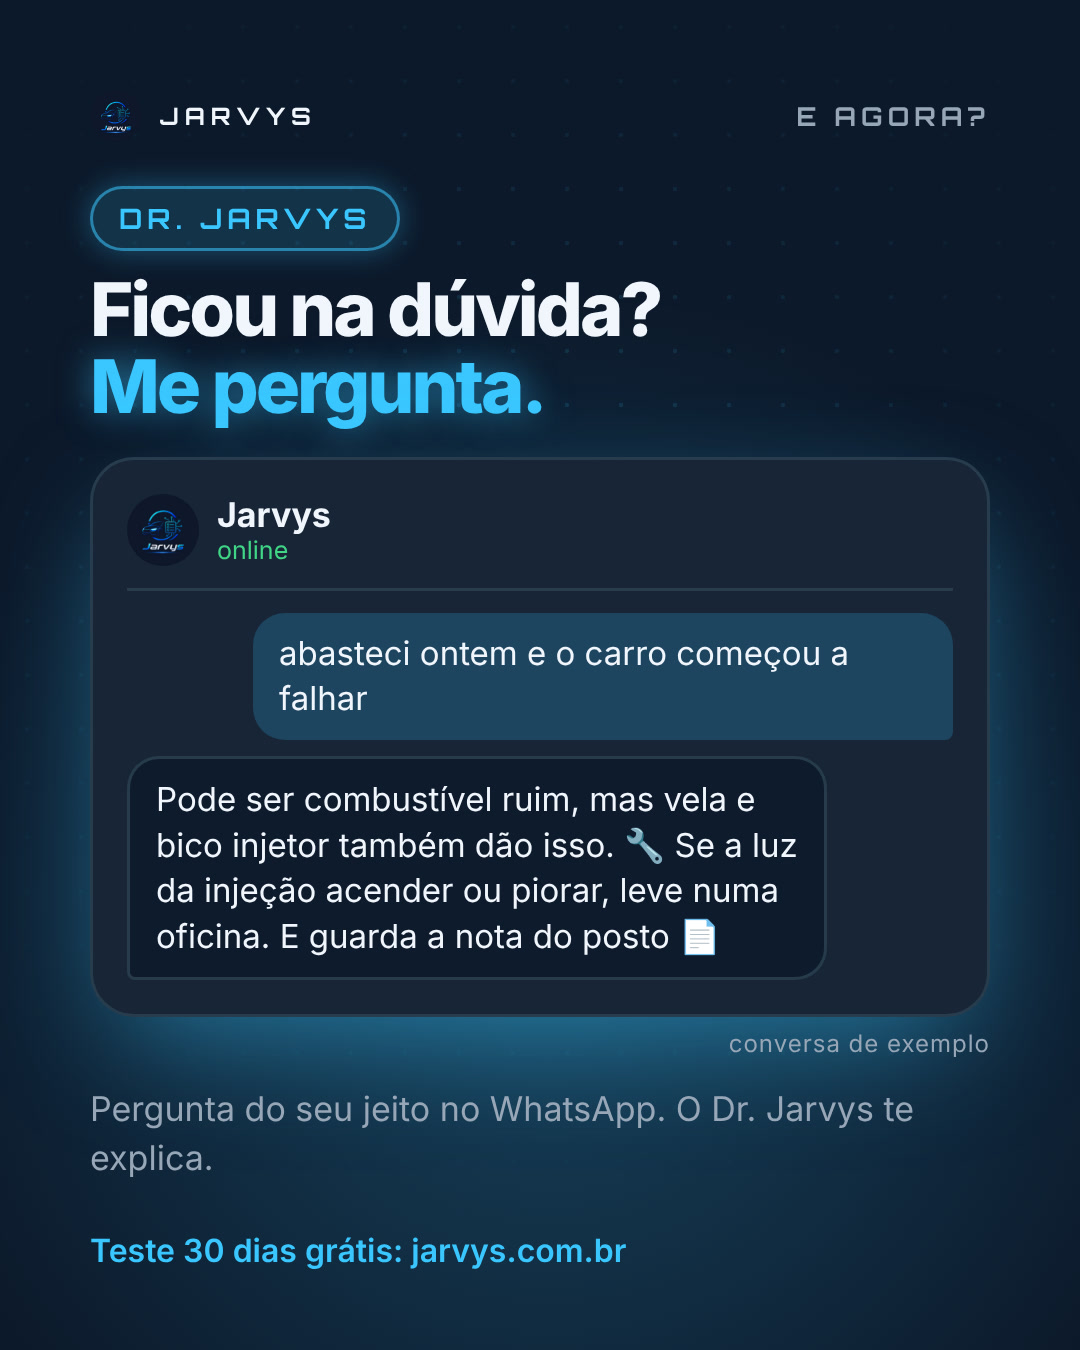 Jarvys
JARVYS
E AGORA?
DR. JARVYS
Ficou na dúvida?
Me pergunta.
Jarvys
Jarvys
online
abasteci ontem e o carro começou a
falhar
Pode ser combustível ruim, mas vela e
bico injetor também dão isso. 🔧 Se a luz
da injeção acender ou piorar, leve numa
oficina. E guarda a nota do posto 📄
conversa de exemplo
Pergunta do seu jeito no WhatsApp. O Dr. Jarvys te
explica.
Teste 30 dias grátis: jarvys.com.br